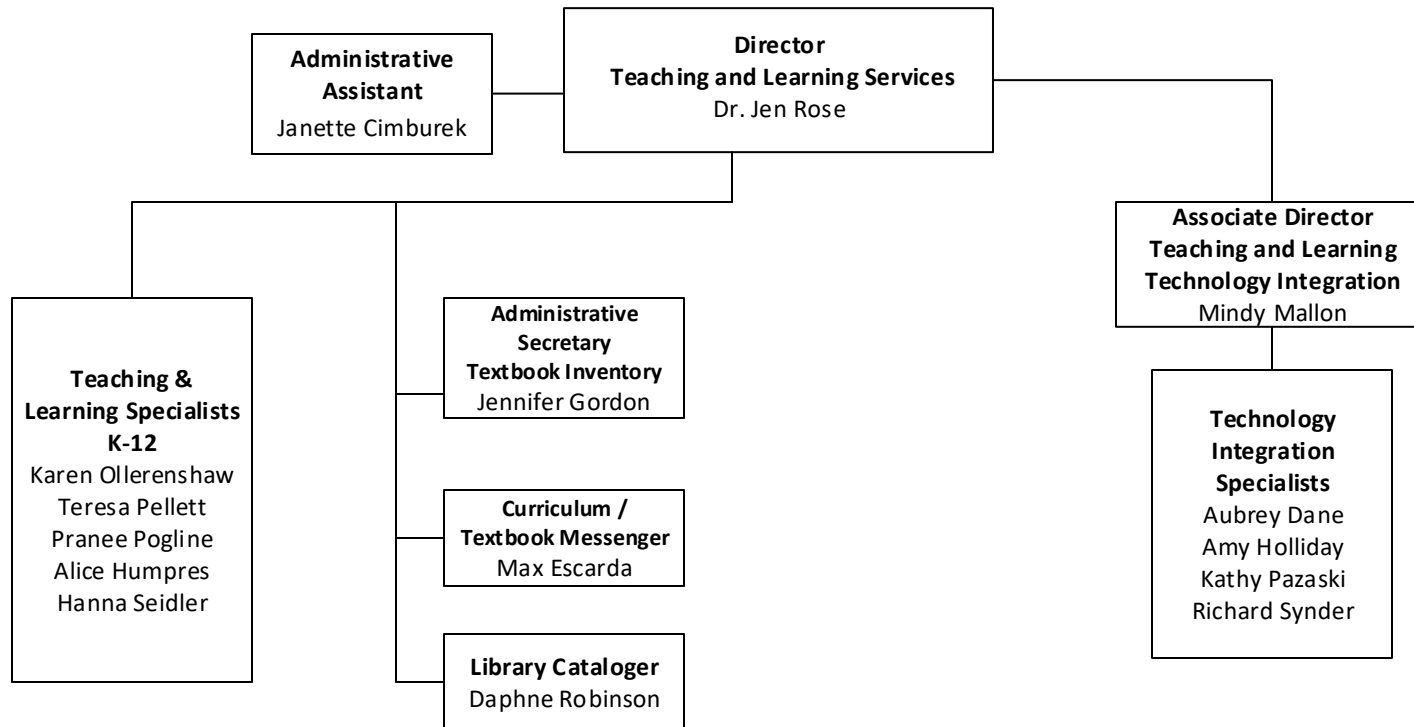 Administrative
Assistant
Janette Cimburek
Director
Teaching and Learning Services
Dr. Jen Rose
Associate Director
Teaching and Learning
Technology Integration
Mindy Mallon
Teaching &
Learning Specialists
K-12
Karen Ollerenshaw
Teresa Pellett
Pranee Pogline
Alice Humpres
Hanna Seidler
Administrative
Secretary
Textbook Inventory
Jennifer Gordon
Curriculum /
Textbook Messenger
Max Escarda
Library Cataloger
Daphne Robinson
Technology
Integration
Specialists
Aubrey Dane
Amy Holliday
Kathy Pazaski
Richard Synder